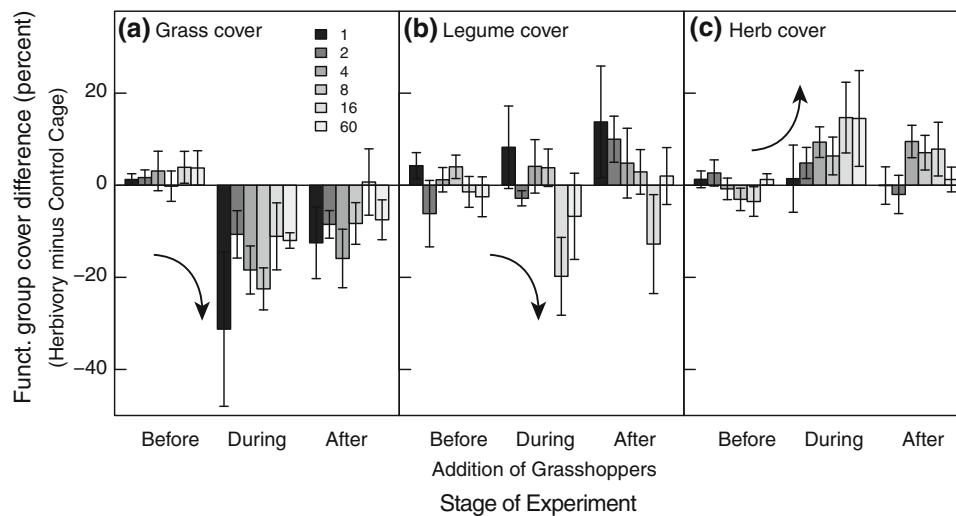 Funct. group cover difference (percent)
(Herbivory minus Control Cage)
20
0
−20
−40
(a) Grass cover
1
2
4
8
16
60
(b) Legume cover
(c) Herb cover
Before During After
Before During After
Before During After
Addition of Grasshoppers
Stage of Experiment